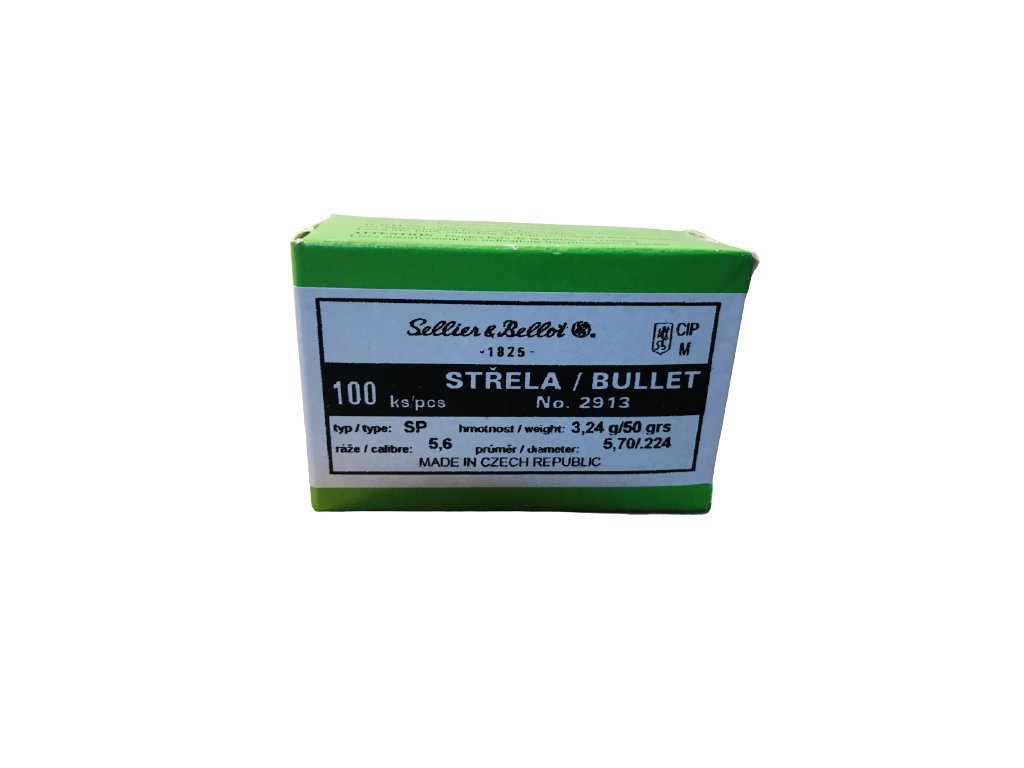 ATTENTION
Sellier & Bellot
-1825-
CIP
M
100 ks/pcs
STŘELA / BULLET
No. 2913
typ / type: SP hmotnost / weight: 3,24 g/50 grs
ráže / calibre: 5,6 průměr / diameter: 5,70/.224
MADE IN CZECH REPUBLIC